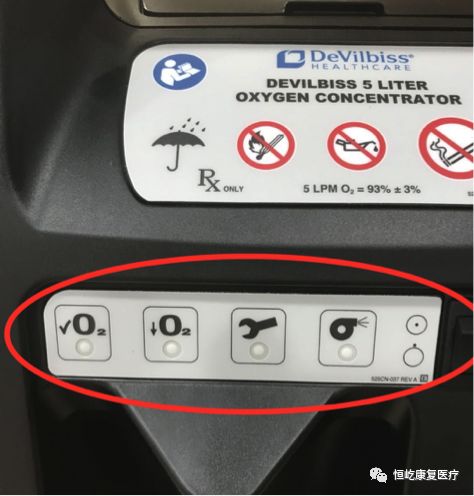 DeVilbiss®
HEALTHCARE
DEVILBISS 5 LITER
OXYGEN CONCENTRATOR
Rx ONLY
5 LPM O₂ = 93% ± 3%
✓O₂
↓O₂
525CN-037 REV A
恒屹康复医疗